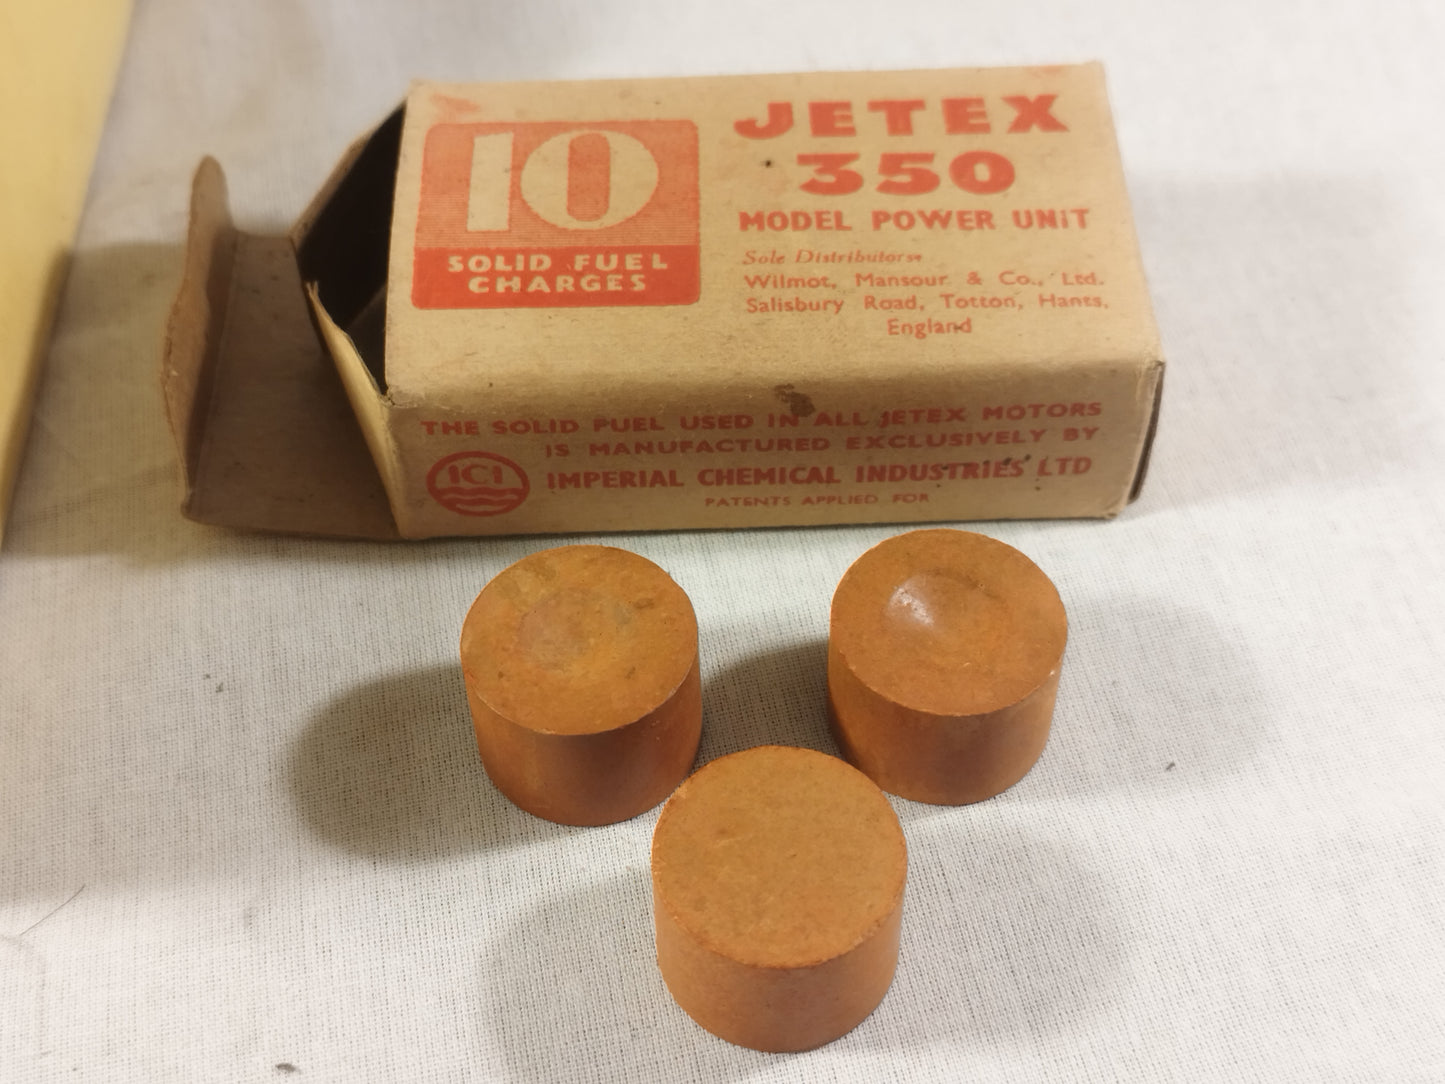 10
SOLID FUEL
CHARGES
JETEX
350
MODEL POWER UNIT
Sole Distributors
Wilmot, Mansour & Co., Ltd.
Salisbury Road, Totton, Hants,
England
THE SOLID FUEL USED IN ALL JETEX MOTORS
IS MANUFACTURED EXCLUSIVELY BY
ICI
IMPERIAL CHEMICAL INDUSTRIES LTD
PATENTS APPLIED FOR